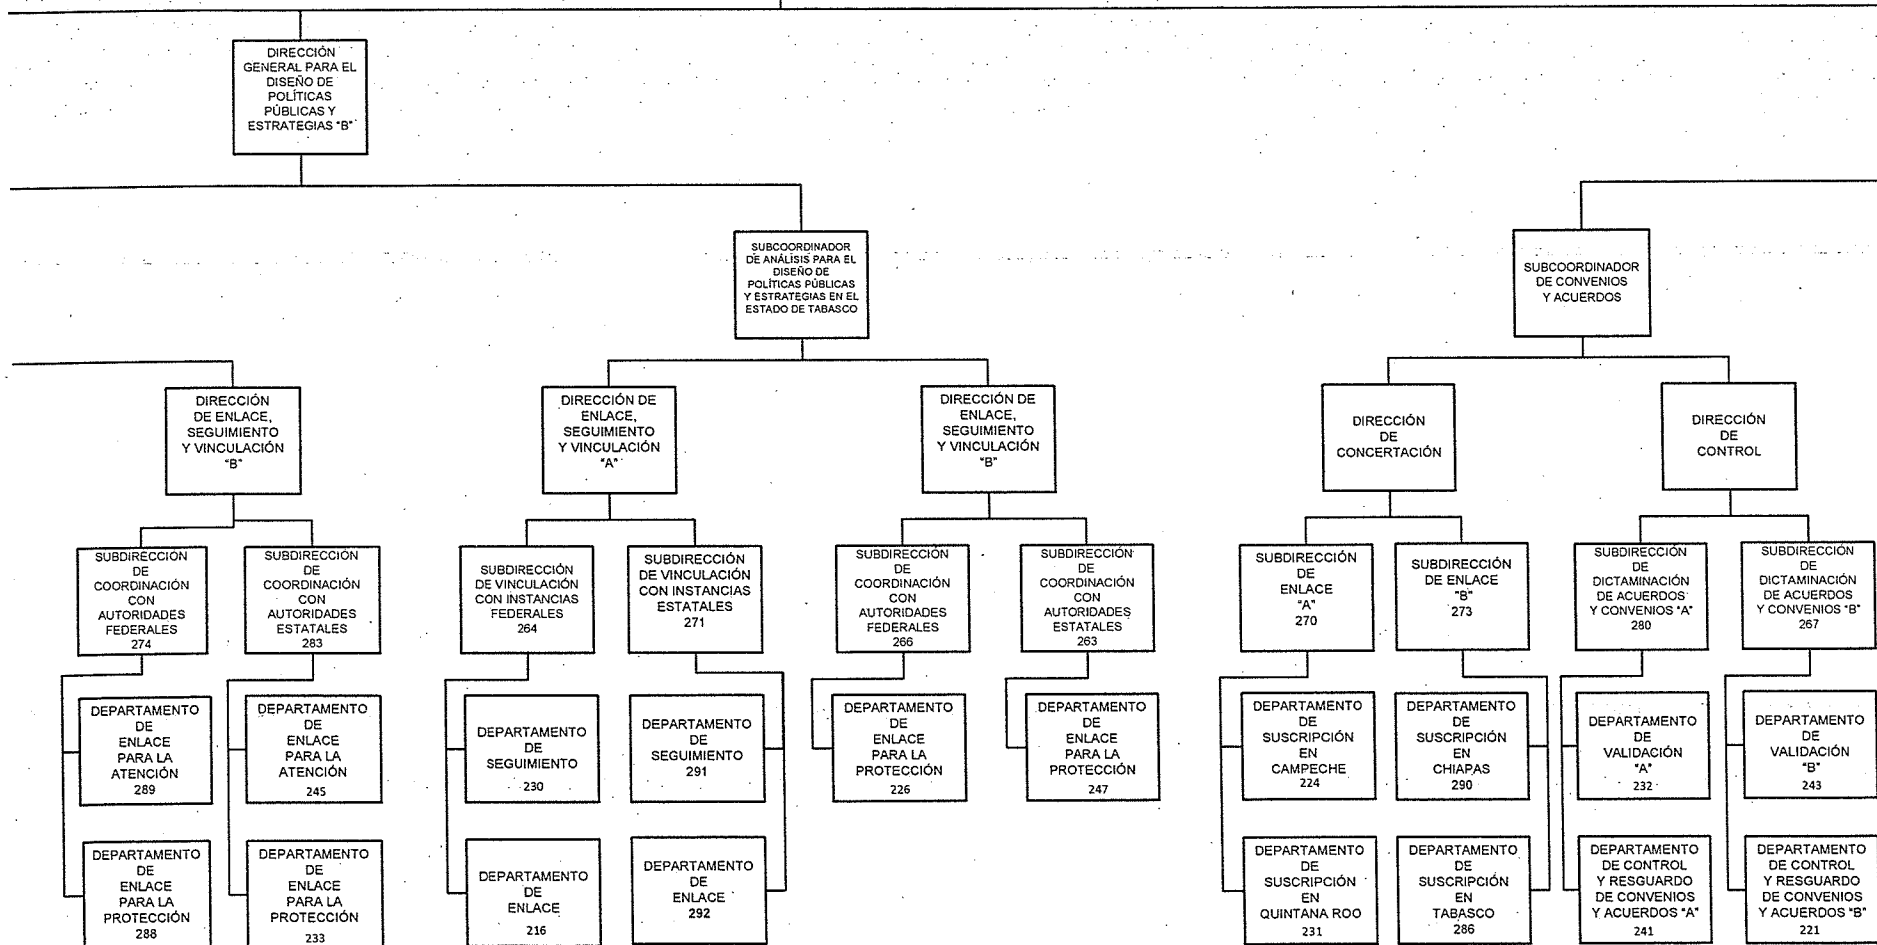 DIRECCIÓN
GENERAL PARA EL
DISEÑO DE
POLÍTICAS
PÚBLICAS Y
ESTRATEGIAS "B"
SUBCOORDINADOR
DE ANÁLISIS PARA EL
DISEÑO DE
POLÍTICAS PÚBLICAS
Y ESTRATEGIAS EN EL
ESTADO DE TABASCO
SUBCOORDINADOR
DE CONVENIOS
Y ACUERDOS
DIRECCIÓN
DE ENLACE,
SEGUIMIENTO
Y VINCULACIÓN
"B"
DIRECCIÓN DE
ENLACE,
SEGUIMIENTO
Y VINCULACIÓN
"A"
DIRECCIÓN DE
ENLACE,
SEGUIMIENTO
Y VINCULACIÓN
"B"
DIRECCIÓN
DE
CONCERTACIÓN
DIRECCIÓN
DE
CONTROL
SUBDIRECCIÓN
DE
COORDINACIÓN
CON
AUTORIDADES
FEDERALES
274
SUBDIRECCIÓN
DE
COORDINACIÓN
CON
AUTORIDADES
ESTATALES
283
SUBDIRECCIÓN
DE VINCULACIÓN
CON INSTANCIAS
FEDERALES
264
SUBDIRECCIÓN
DE VINCULACIÓN
CON INSTANCIAS
ESTATALES
271
SUBDIRECCIÓN
DE
COORDINACIÓN
CON
AUTORIDADES
FEDERALES
266
SUBDIRECCIÓN
DE
COORDINACIÓN
CON
AUTORIDADES
ESTATALES
263
SUBDIRECCIÓN
DE
ENLACE
"A"
270
SUBDIRECCIÓN
DE ENLACE
"B"
273
SUBDIRECCIÓN
DE
DICTAMINACIÓN
DE ACUERDOS
Y CONVENIOS "A"
280
SUBDIRECCIÓN
DE
DICTAMINACIÓN
DE ACUERDOS
Y CONVENIOS "B"
267
DEPARTAMENTO
DE
ENLACE
PARA LA
ATENCIÓN
289
DEPARTAMENTO
DE
ENLACE
PARA LA
ATENCIÓN
245
DEPARTAMENTO
DE
SEGUIMIENTO
230
DEPARTAMENTO
DE
SEGUIMIENTO
291
DEPARTAMENTO
DE
ENLACE
PARA LA
PROTECCIÓN
226
DEPARTAMENTO
DE
ENLACE
PARA LA
PROTECCIÓN
247
DEPARTAMENTO
DE
SUSCRIPCIÓN
EN
CAMPECHE
224
DEPARTAMENTO
DE
SUSCRIPCIÓN
EN
CHIAPAS
290
DEPARTAMENTO
DE
VALIDACIÓN
"A"
232
DEPARTAMENTO
DE
VALIDACIÓN
"B"
243
DEPARTAMENTO
DE
ENLACE
PARA LA
PROTECCIÓN
288
DEPARTAMENTO
DE
ENLACE
PARA LA
PROTECCIÓN
233
DEPARTAMENTO
DE
ENLACE
216
DEPARTAMENTO
DE
ENLACE
292
DEPARTAMENTO
DE
SUSCRIPCIÓN
EN
QUINTANA ROO
231
DEPARTAMENTO
DE
SUSCRIPCIÓN
EN
TABASCO
286
DEPARTAMENTO
DE CONTROL
Y RESGUARDO
DE CONVENIOS
Y ACUERDOS "A"
241
DEPARTAMENTO
DE CONTROL
Y RESGUARDO
DE CONVENIOS
Y ACUERDOS "B"
221